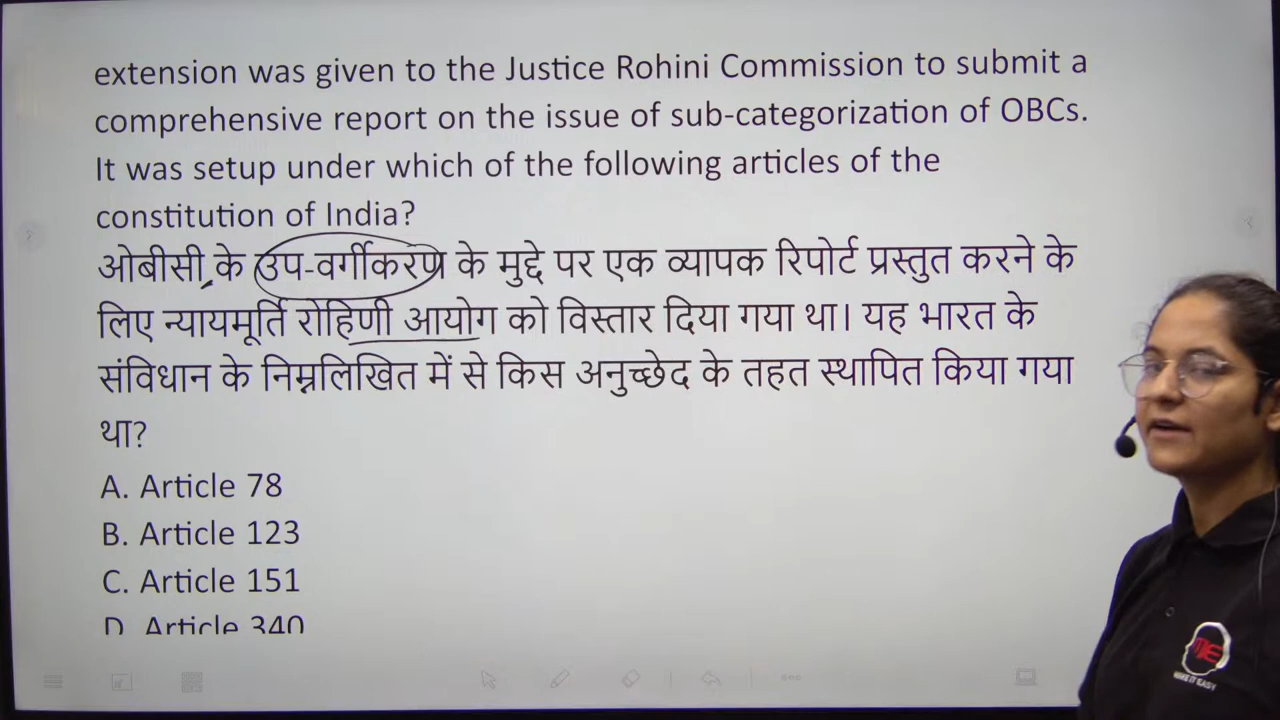 extension was given to the Justice Rohini Commission to submit a
comprehensive report on the issue of sub-categorization of OBCs.
It was setup under which of the following articles of the
constitution of India?
ओबीसी के उप-वर्गीकरण के मुद्दे पर एक व्यापक रिपोर्ट प्रस्तुत करने के
लिए न्यायमूर्ति रोहिणी आयोग को विस्तार दिया गया था। यह भारत के
संविधान के निम्नलिखित में से किस अनुच्छेद के तहत स्थापित किया गया
था?
A. Article 78
B. Article 123
C. Article 151
D. Article 340
MAKE IT EASY